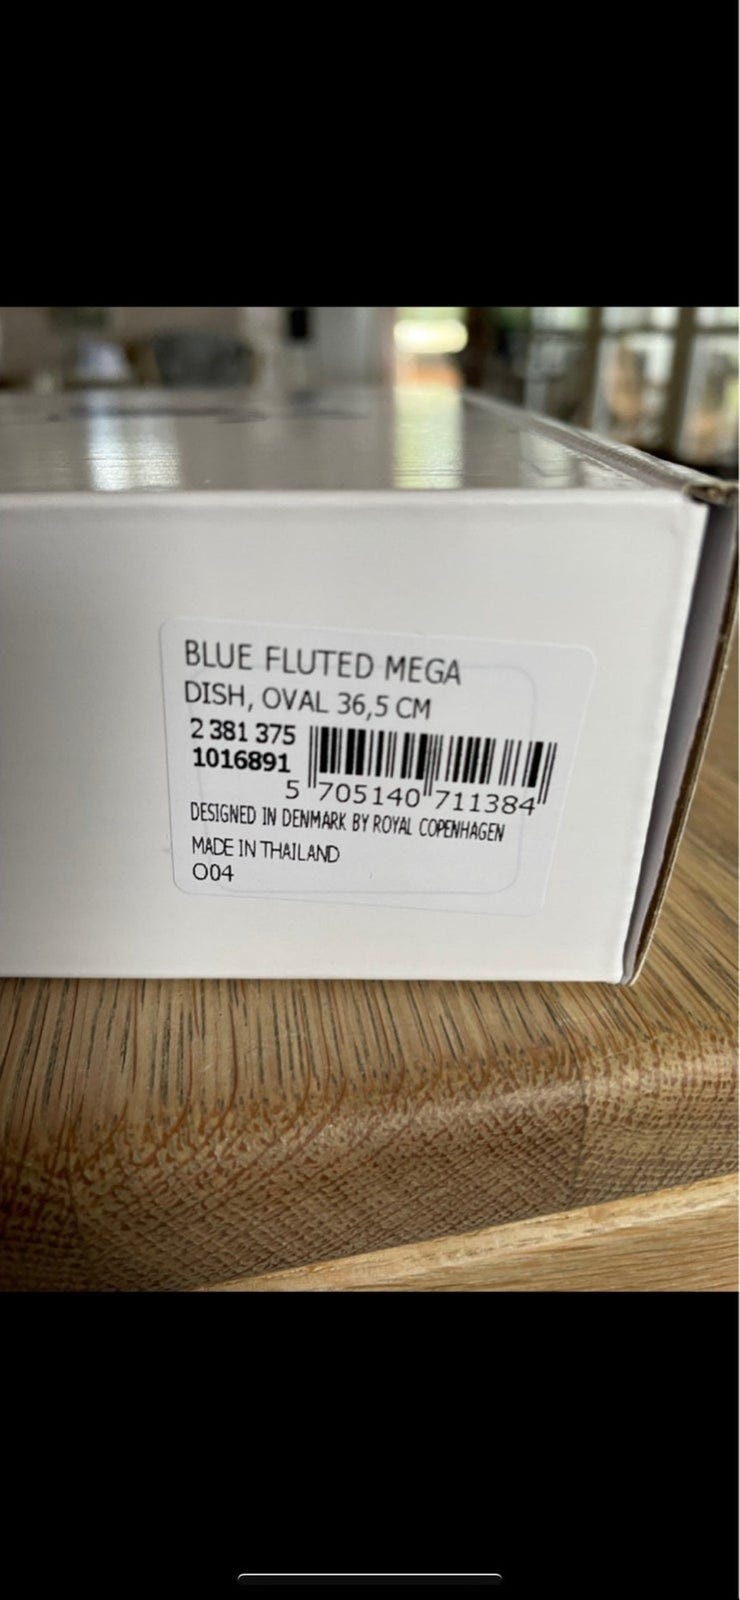 BLUE FLUTED MEGA
DISH, OVAL 36,5 CM
2 381 375
1016891
5 705140 711384
DESIGNED IN DENMARK BY ROYAL COPENHAGEN
MADE IN THAILAND
O04